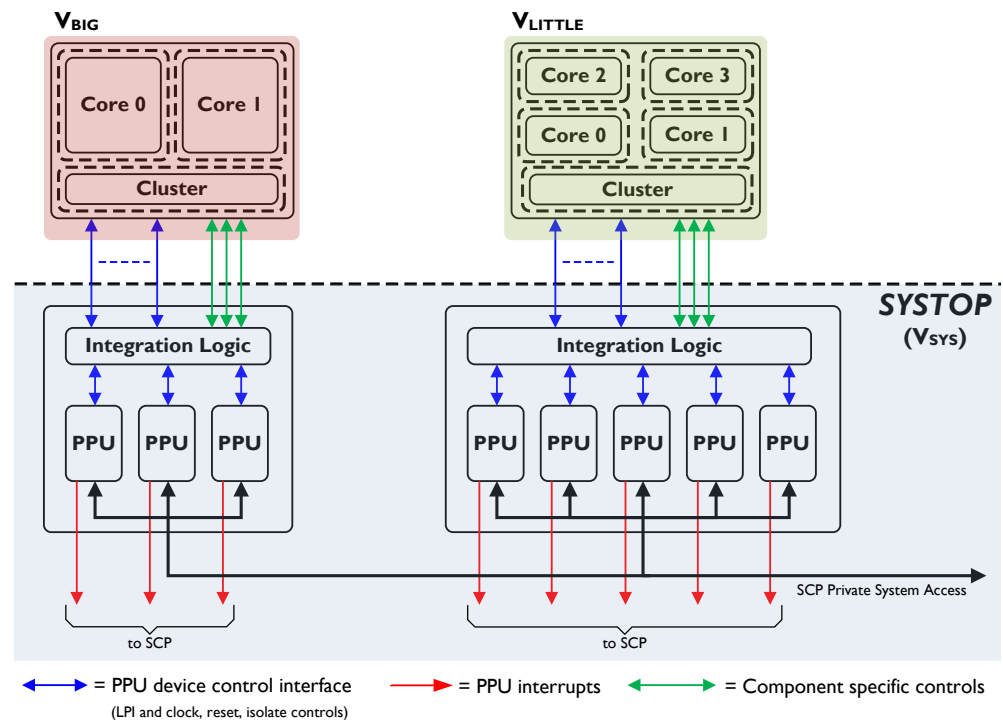 VBIG
VLITTLE
Core 0
Core 1
Cluster
Core 2
Core 3
Core 0
Core 1
Cluster
SYSTOP
(VSYS)
Integration Logic
Integration Logic
PPU
PPU
PPU
PPU
PPU
PPU
PPU
PPU
SCP Private System Access
to SCP
to SCP
= PPU device control interface
(LPI and clock, reset, isolate controls)
= PPU interrupts
= Component specific controls